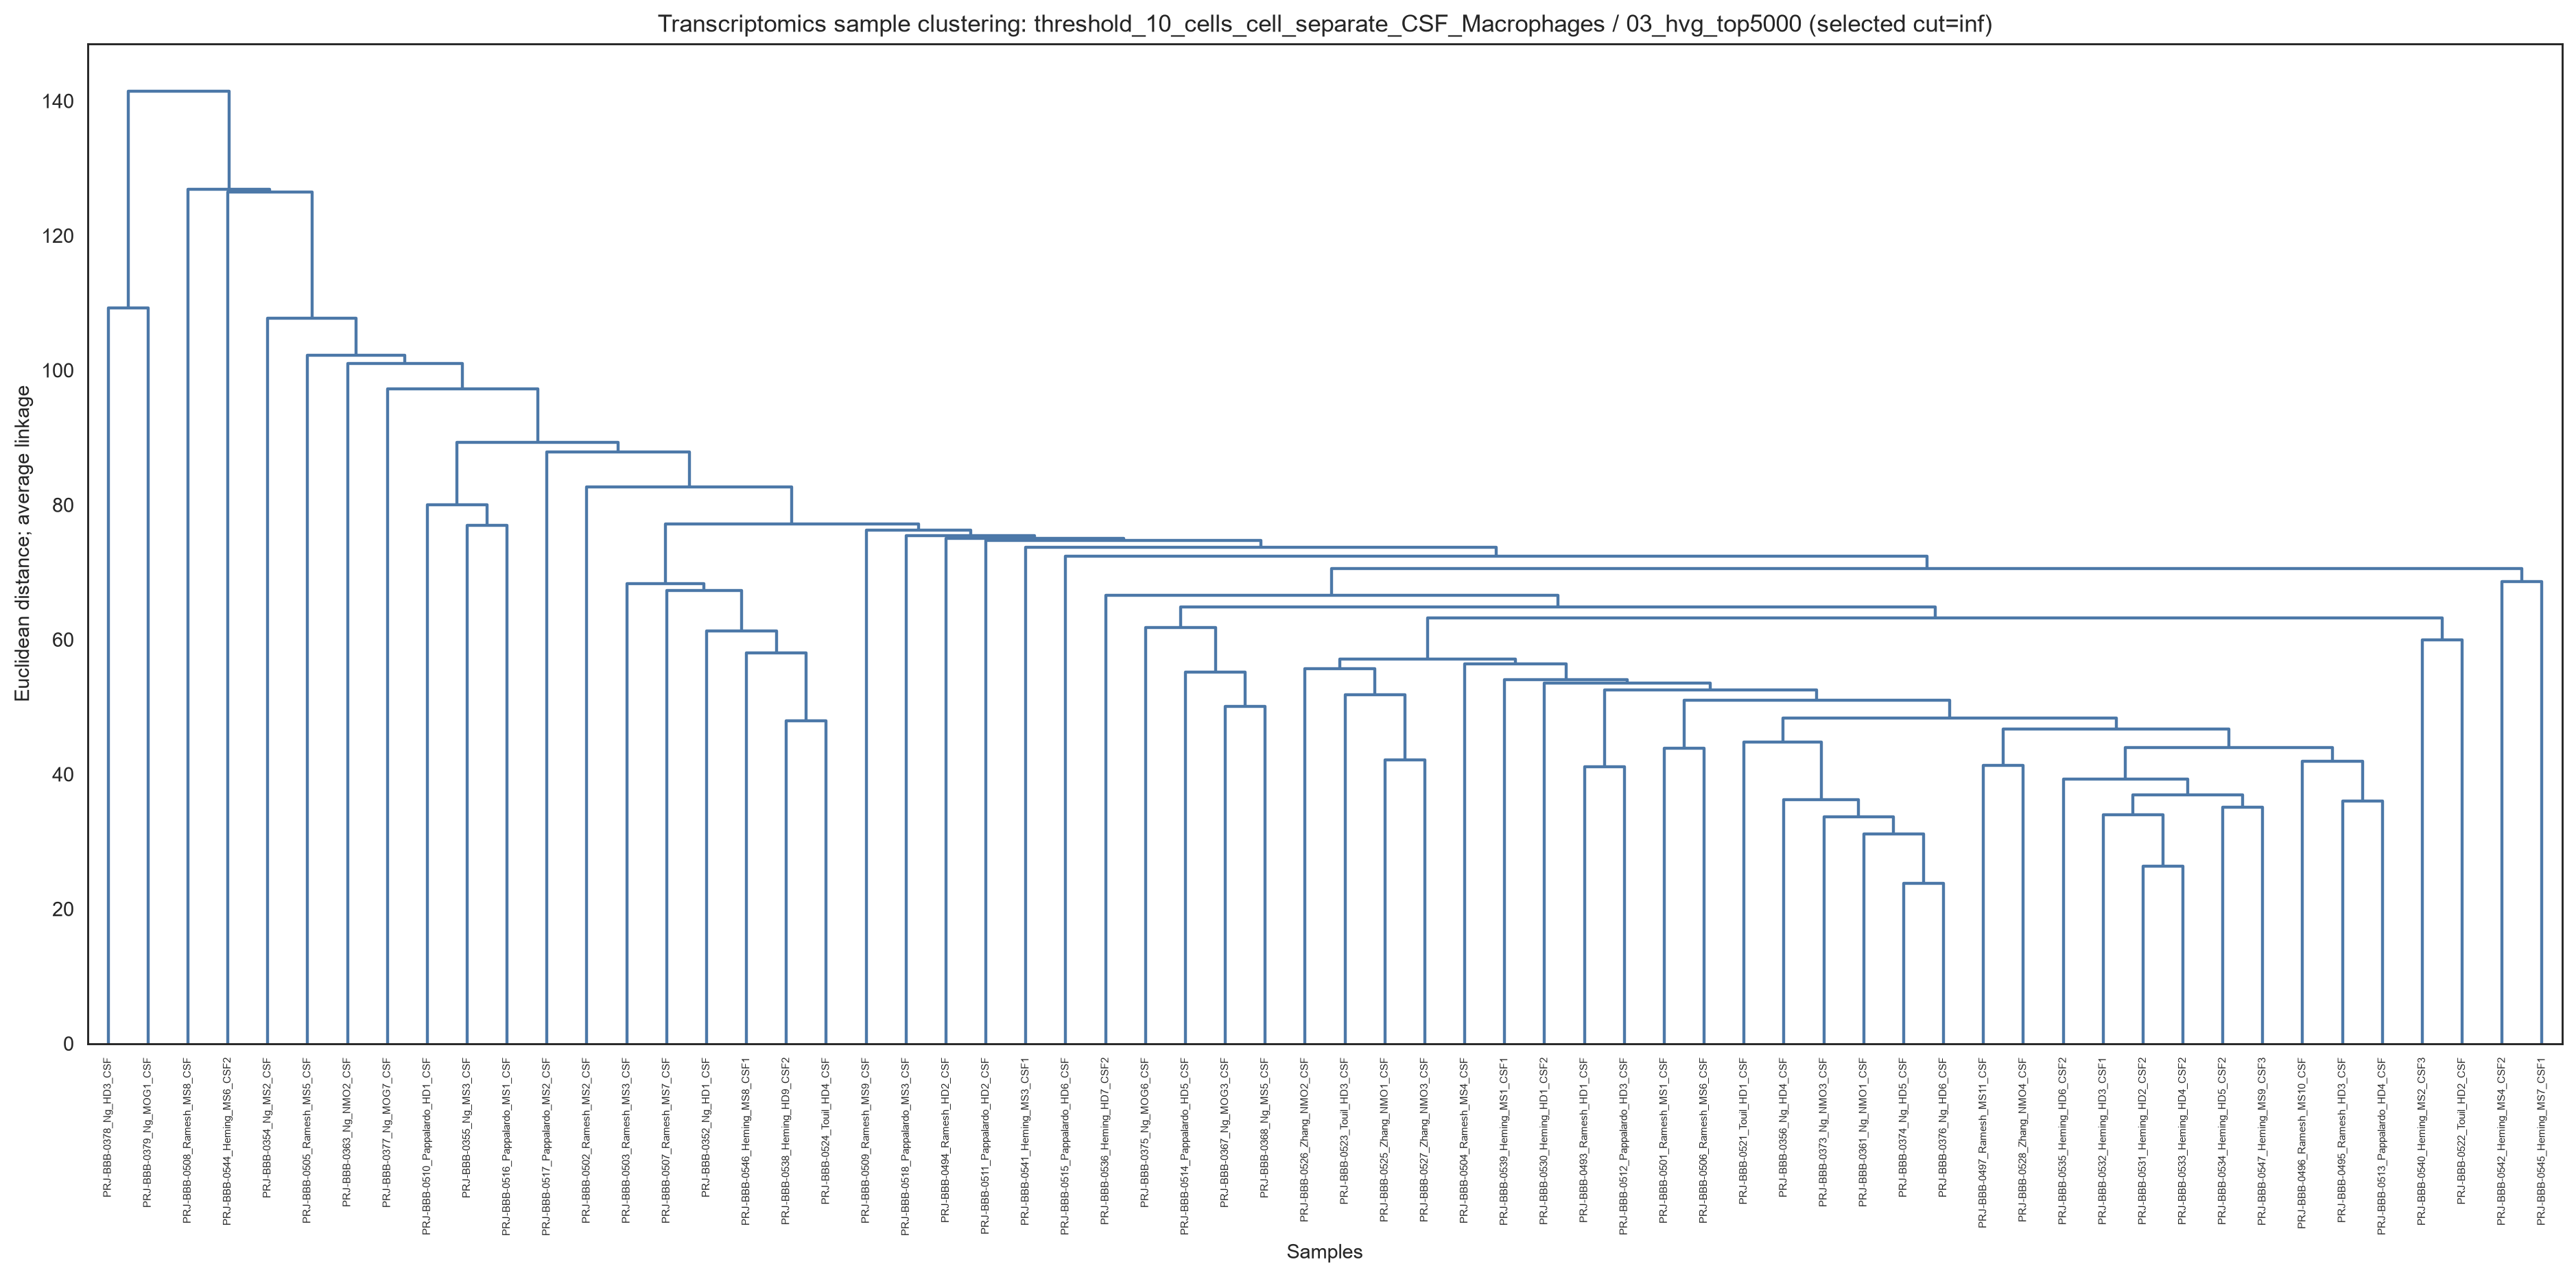 Transcriptomics sample clustering: threshold_10_cells_cell_separate_CSF_Macrophages / 03_hvg_top5000 (selected cut=inf)
Euclidean distance; average linkage
140
120
100
80
60
40
20
0
PRJ-BBB-0378_Ng_HD3_CSF
PRJ-BBB-0379_Ng_MOG1_CSF
PRJ-BBB-0508_Ramesh_MS8_CSF
PRJ-BBB-0544_Heming_MS6_CSF2
PRJ-BBB-0354_Ng_MS2_CSF
PRJ-BBB-0505_Ramesh_MS5_CSF
PRJ-BBB-0363_Ng_NMO2_CSF
PRJ-BBB-0377_Ng_MOG7_CSF
PRJ-BBB-0510_Pappalardo_HD1_CSF
PRJ-BBB-0355_Ng_MS3_CSF
PRJ-BBB-0516_Pappalardo_MS1_CSF
PRJ-BBB-0517_Pappalardo_MS2_CSF
PRJ-BBB-0502_Ramesh_MS2_CSF
PRJ-BBB-0503_Ramesh_MS3_CSF
PRJ-BBB-0507_Ramesh_MS7_CSF
PRJ-BBB-0352_Ng_HD1_CSF
PRJ-BBB-0546_Heming_MS8_CSF1
PRJ-BBB-0538_Heming_HD9_CSF2
PRJ-BBB-0524_Touil_HD4_CSF
PRJ-BBB-0509_Ramesh_MS9_CSF
PRJ-BBB-0518_Pappalardo_MS3_CSF
PRJ-BBB-0494_Ramesh_HD2_CSF
PRJ-BBB-0511_Pappalardo_HD2_CSF
PRJ-BBB-0541_Heming_MS3_CSF1
PRJ-BBB-0515_Pappalardo_HD6_CSF
PRJ-BBB-0536_Heming_HD7_CSF2
PRJ-BBB-0375_Ng_MOG6_CSF
PRJ-BBB-0514_Pappalardo_HD5_CSF
PRJ-BBB-0367_Ng_MOG3_CSF
PRJ-BBB-0368_Ng_MS5_CSF
PRJ-BBB-0526_Zhang_NMO2_CSF
PRJ-BBB-0523_Touil_HD3_CSF
PRJ-BBB-0525_Zhang_NMO1_CSF
PRJ-BBB-0527_Zhang_NMO3_CSF
PRJ-BBB-0504_Ramesh_MS4_CSF
PRJ-BBB-0539_Heming_MS1_CSF1
PRJ-BBB-0530_Heming_HD1_CSF2
PRJ-BBB-0493_Ramesh_HD1_CSF
PRJ-BBB-0512_Pappalardo_HD3_CSF
PRJ-BBB-0501_Ramesh_MS1_CSF
PRJ-BBB-0506_Ramesh_MS6_CSF
PRJ-BBB-0521_Touil_HD1_CSF
PRJ-BBB-0356_Ng_HD4_CSF
PRJ-BBB-0373_Ng_NMO3_CSF
PRJ-BBB-0361_Ng_NMO1_CSF
PRJ-BBB-0374_Ng_HD5_CSF
PRJ-BBB-0376_Ng_HD6_CSF
PRJ-BBB-0497_Ramesh_MS11_CSF
PRJ-BBB-0528_Zhang_NMO4_CSF
PRJ-BBB-0535_Heming_HD6_CSF2
PRJ-BBB-0532_Heming_HD3_CSF1
PRJ-BBB-0531_Heming_HD2_CSF2
PRJ-BBB-0533_Heming_HD4_CSF2
PRJ-BBB-0534_Heming_HD5_CSF2
PRJ-BBB-0547_Heming_MS9_CSF3
PRJ-BBB-0496_Ramesh_MS10_CSF
PRJ-BBB-0495_Ramesh_HD3_CSF
PRJ-BBB-0513_Pappalardo_HD4_CSF
PRJ-BBB-0540_Heming_MS2_CSF3
PRJ-BBB-0522_Touil_HD2_CSF
PRJ-BBB-0542_Heming_MS4_CSF2
PRJ-BBB-0545_Heming_MS7_CSF1
Samples